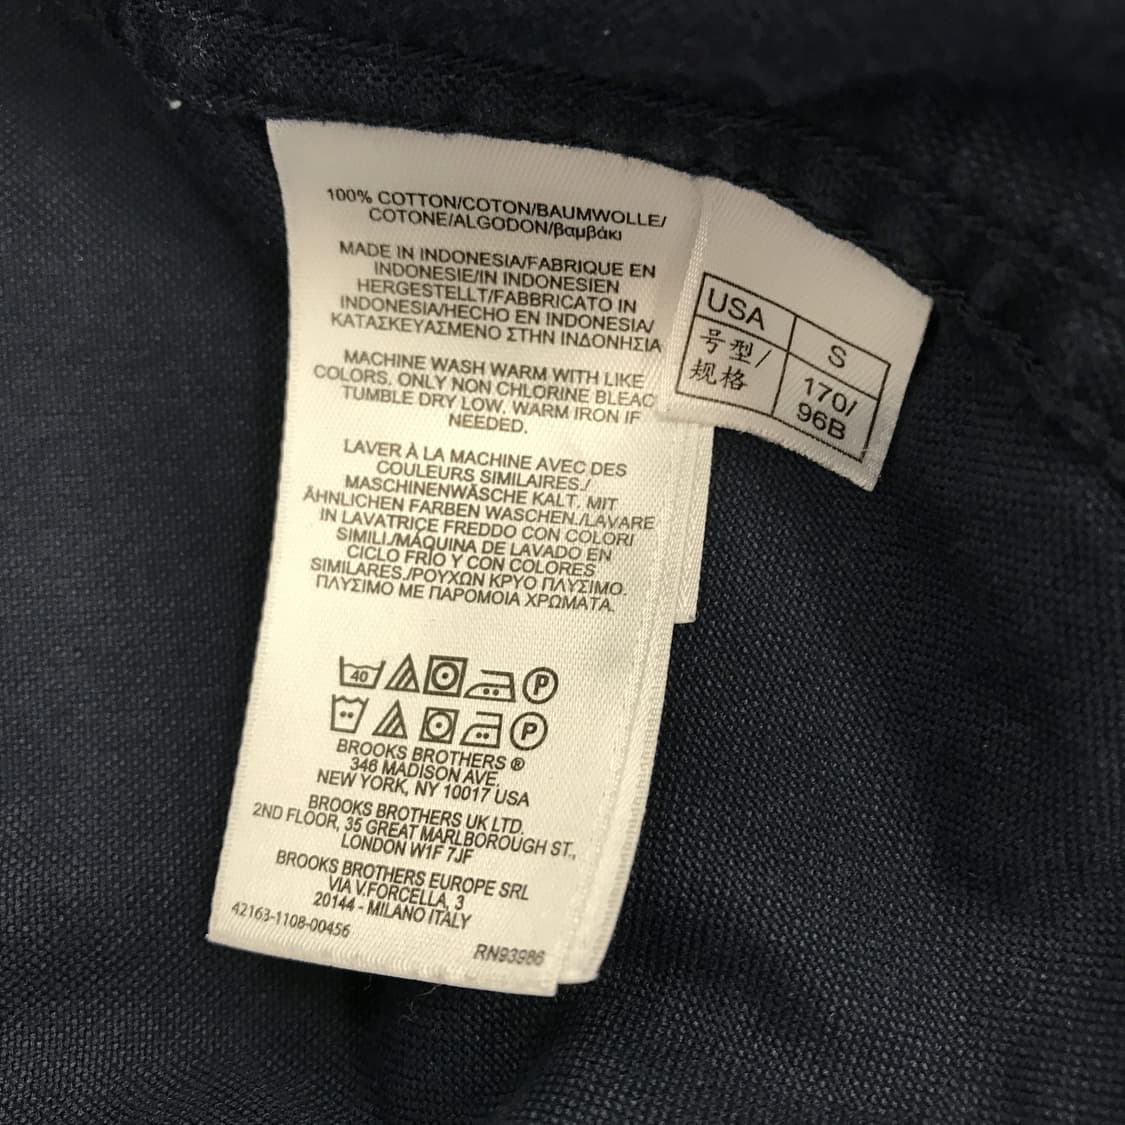 100% COTTON/COTON/BAUMWOLLE/
COTONE/ALGODON/βαμβάκι
MADE IN INDONESIA/FABRIQUE EN
INDONESIE/IN INDONESIEN
HERGESTELLT/FABBRICATO IN
INDONESIA/HECHO EN INDONESIA/
ΚΑΤΑΣΚΕΥΑΣΜΕΝΟ ΣΤΗΝ ΙΝΔΟΝΗΣΙΑ
MACHINE WASH WARM WITH LIKE
COLORS. ONLY NON CHLORINE BLEAC
TUMBLE DRY LOW. WARM IRON IF
NEEDED.
LAVER À LA MACHINE AVEC DES
COULEURS SIMILAIRES./
MASCHINENWÄSCHE KALT. MIT
ÄHNLICHEN FARBEN WASCHEN./LAVARE
IN LAVATRICE FREDDO CON COLORI
SIMILI./MÁQUINA DE LAVADO EN
CICLO FRÍO Y CON COLORES
SIMILARES./ΡΟΥΧΩΝ ΚΡΥΟ ΠΛΥΣΙΜΟ.
ΠΛΥΣΙΜΟ ΜΕ ΠΑΡΟΜΟΙΑ ΧΡΩΜΑΤΑ.
40 P
P
BROOKS BROTHERS ®
346 MADISON AVE.
NEW YORK, NY 10017 USA
BROOKS BROTHERS UK LTD.
2ND FLOOR, 35 GREAT MARLBOROUGH ST.,
LONDON W1F 7JF
BROOKS BROTHERS EUROPE SRL
VIA V.FORCELLA, 3
20144 - MILANO ITALY
42163-1108-00456
RN93986
USA S
号型/ 170/
规格 96B